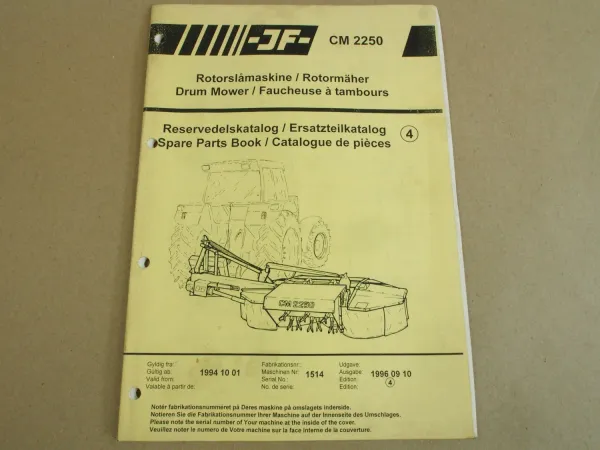 -JF-
CM 2250
Rotorslåmaskine / Rotormäher
Drum Mower / Faucheuse à tambours
Reservedelskatalog / Ersatzteilkatalog
Spare Parts Book / Catalogue de pièces
4
CM 2250
Gyldig fra:
Gultig ab:
Valid from:
Valable à partir de:
1994 10 01
Fabrikationsnr.:
Maschinen Nr:
Serial No.:
No. de serie:
1514
Udgave:
Ausgabe
Edition:
Edition:
1996 09 10
4
Notér fabrikationsnummeret på Deres maskine på omslagets inderside.
Notieren Sie die Fabrikationsnummer Ihrer Maschine auf der Innenseite des Umschlages.
Please note the serial number of Your machine at the inside of the cover.
Veuillez noter le numero de Votre machine sur la face interne de la couverture.